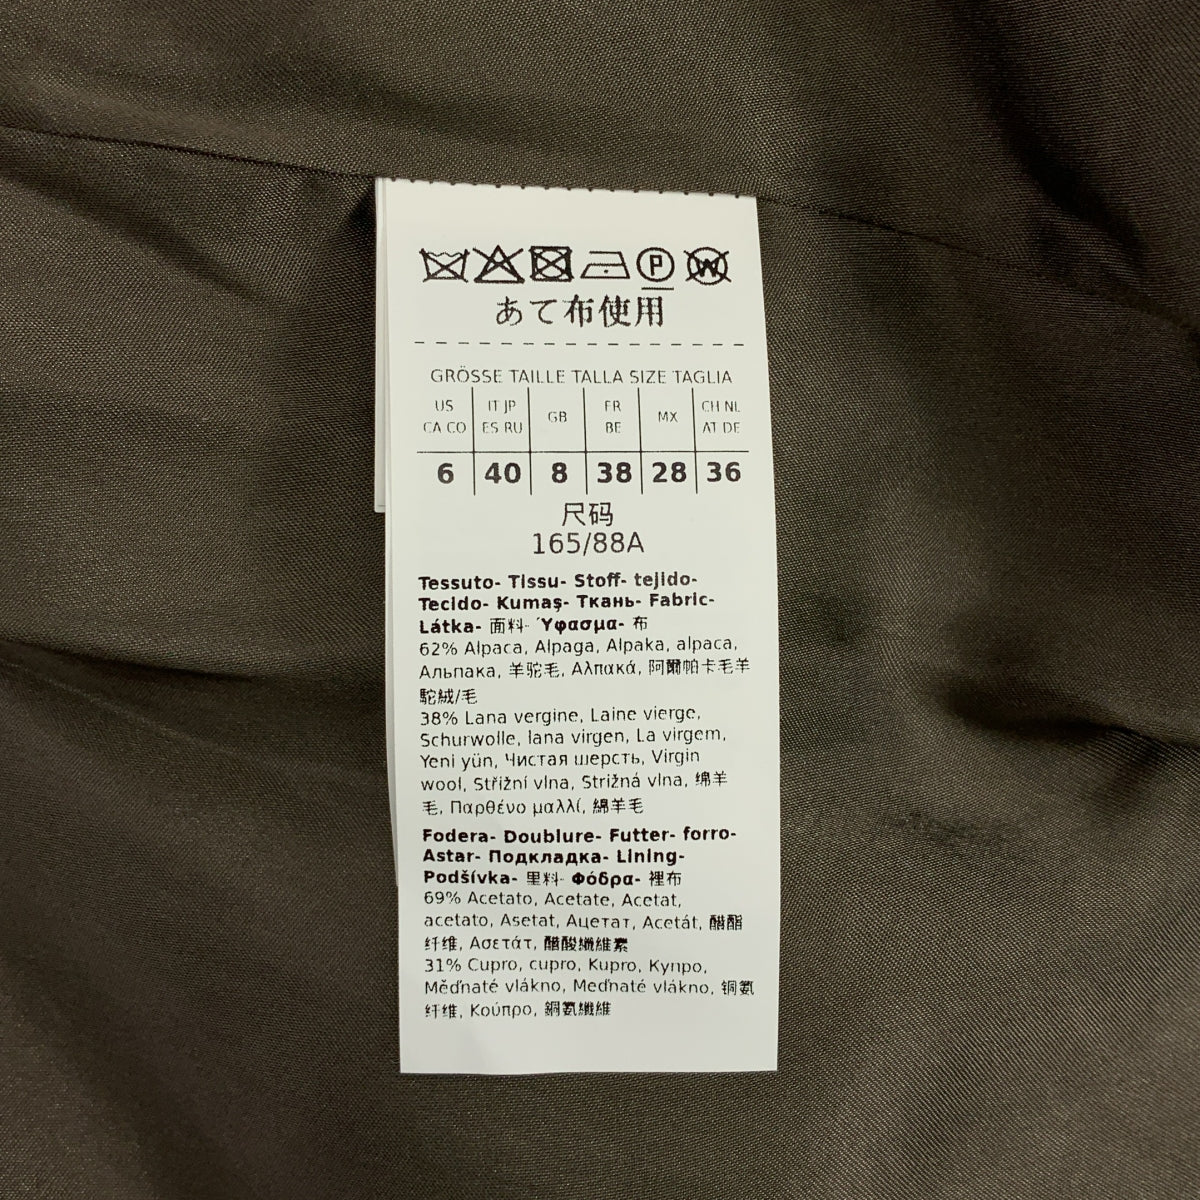 P W
あて布使用
GRÖSSE TAILLE TALLA SIZE TAGLIA
US CA CO IT JP ES RU GB FR BE MX CH NL AT DE
6 40 8 38 28 36
尺码
165/88A
Tessuto- Tissu- Stoff- tejido-
Tecido- Kumaş- Ткань- Fabric-
Látka- 面料- Ύφασμα- 布
62% Alpaca, Alpaga, Alpaka, alpaca,
Альпака, 羊驼毛, Αλπακά, 阿爾帕卡毛羊
駝絨/毛
38% Lana vergine, Laine vierge,
Schurwolle, lana virgen, La virgem,
Yeni yün, Чистая шерсть, Virgin
wool, Střižní vlna, Strižná vlna, 绵羊
毛, Παρθένο μαλλί, 綿羊毛
Fodera- Doublure- Futter- forro-
Astar- Подкладка- Lining-
Podšívka- 里料- Φόδρα- 裡布
69% Acetato, Acetate, Acetat,
acetato, Asetat, Ацетат, Acetát, 醋酯
纤维, Ασετάτ, 醋酸纖維素
31% Cupro, cupro, Kupro, Купро,
Měďnaté vlákno, Meďnaté vlákno, 铜氨
纤维, Κούπρο, 銅氨纖維